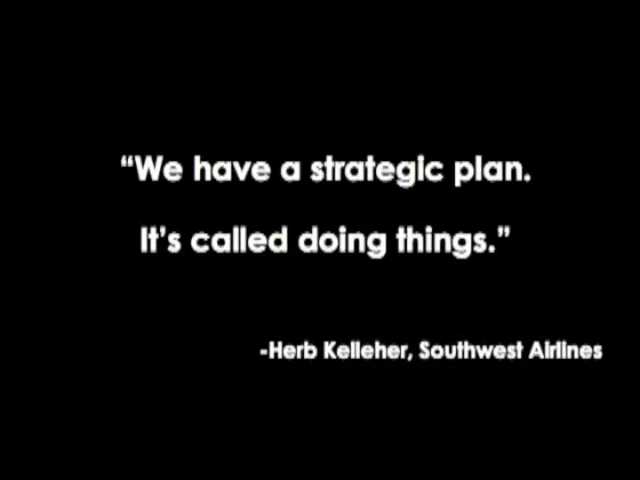 “We have a strategic plan.
It’s called doing things.”
-Herb Kelleher, Southwest Airlines